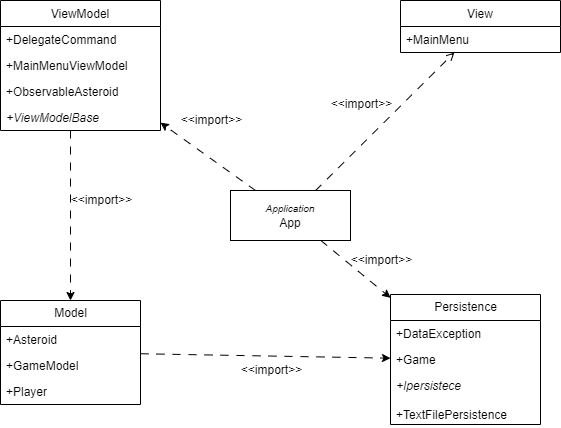 ViewModel
+DelegateCommand
+MainMenuViewModel
+ObservableAsteroid
+ViewModelBase
View
+MainMenu
<<import>>
<<import>>
<<import>>
Application
App
<<import>>
Model
+Asteroid
+GameModel
+Player
<<import>>
Persistence
+DataException
+Game
+Ipersistece
+TextFilePersistence